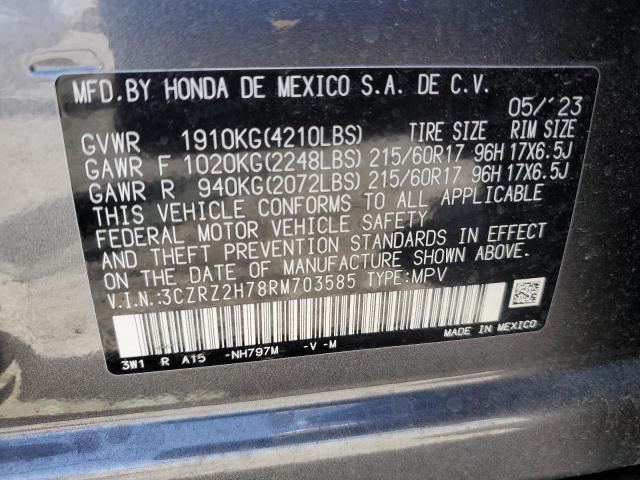 MFD.BY HONDA DE MEXICO S.A. DE C.V.
05/'23
GVWR 1910KG(4210LBS) TIRE SIZE RIM SIZE
GAWR F 1020KG(2248LBS) 215/60R17 96H 17X6.5J
GAWR R 940KG(2072LBS) 215/60R17 96H 17X6.5J
THIS VEHICLE CONFORMS TO ALL APPLICABLE
FEDERAL MOTOR VEHICLE SAFETY
AND THEFT PREVENTION STANDARDS IN EFFECT
ON THE DATE OF MANUFACTURE SHOWN ABOVE.
V.I.N.:3CZRZ2H78RM703585 TYPE:MPV
3W1 R A15 -NH797M -V -M MADE IN MEXICO